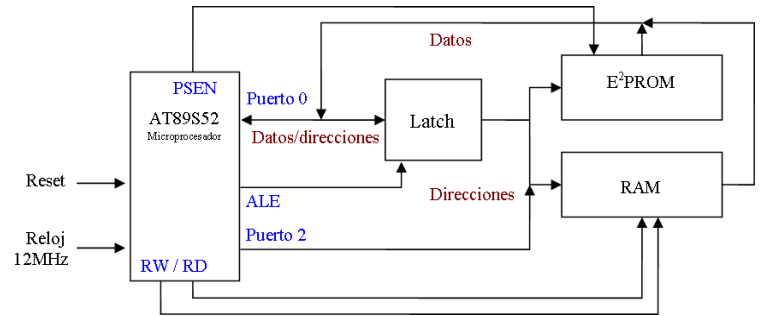 Datos
PSEN
E²PROM
Puerto 0
AT89S52
Microprocesador
Latch
Datos/direcciones
Reset
ALE
Direcciones
RAM
Reloj
12MHz
Puerto 2
RW / RD